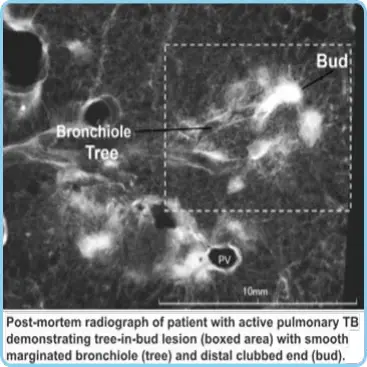 Bud
Bronchiole
Tree
PV
10mm
Post-mortem radiograph of patient with active pulmonary TB
demonstrating tree-in-bud lesion (boxed area) with smooth
marginated bronchiole (tree) and distal clubbed end (bud).